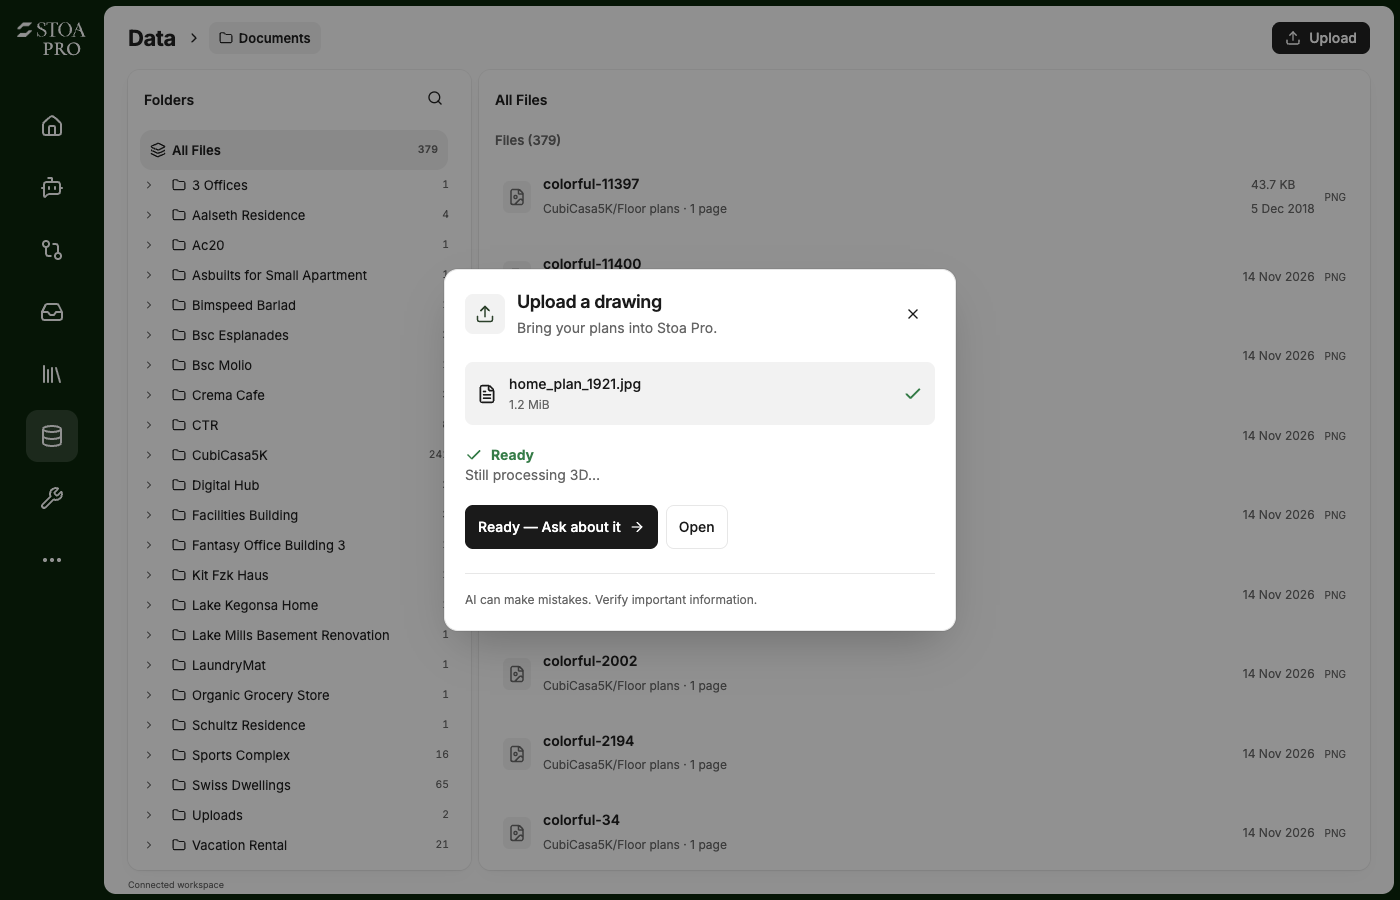 STOA
PRO
Data
Documents
Upload
Folders
All Files 379
3 Offices 1
Aalseth Residence 4
Ac20 1
Asbuilts for Small Apartment
Bimspeed Bariad
Bsc Esplanades
Bsc Molio
Crema Cafe
CTR
CubiCasa5K
Digital Hub
Facilities Building
Fantasy Office Building 3
Kit Fzk Haus
Lake Kegonsa Home
Lake Mills Basement Renovation 1
LaundryMat 1
Organic Grocery Store 1
Schultz Residence 1
Sports Complex 16
Swiss Dwellings 65
Uploads 2
Vacation Rental 21
Connected workspace
All Files
Files (379)
colorful-11397
CubiCasa5K/Floor plans · 1 page
43.7 KB
5 Dec 2018
PNG
colorful-11400
14 Nov 2026 PNG
14 Nov 2026 PNG
14 Nov 2026 PNG
14 Nov 2026 PNG
14 Nov 2026 PNG
colorful-2002
CubiCasa5K/Floor plans · 1 page
14 Nov 2026 PNG
colorful-2194
CubiCasa5K/Floor plans · 1 page
14 Nov 2026 PNG
colorful-34
CubiCasa5K/Floor plans · 1 page
14 Nov 2026 PNG
Upload a drawing
Bring your plans into Stoa Pro.
home_plan_1921.jpg
1.2 MiB
Ready
Still processing 3D...
Ready — Ask about it
Open
AI can make mistakes. Verify important information.